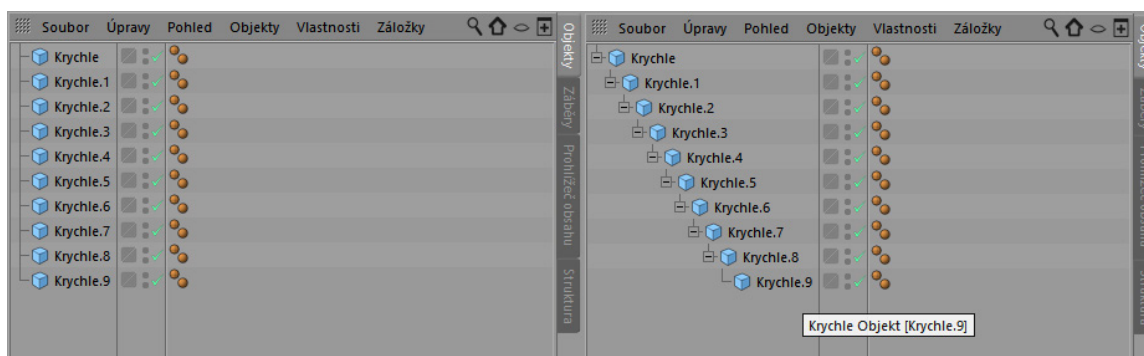 Soubor Úpravy Pohled Objekty Vlastnosti Záložky
Krychle
Krychle.1
Krychle.2
Krychle.3
Krychle.4
Krychle.5
Krychle.6
Krychle.7
Krychle.8
Krychle.9
Objekty
Záběry
Prohlížeč obsahu
Struktura
Soubor Úpravy Pohled Objekty Vlastnosti Záložky
Krychle
Krychle.1
Krychle.2
Krychle.3
Krychle.4
Krychle.5
Krychle.6
Krychle.7
Krychle.8
Krychle.9
Krychle Objekt [Krychle.9]